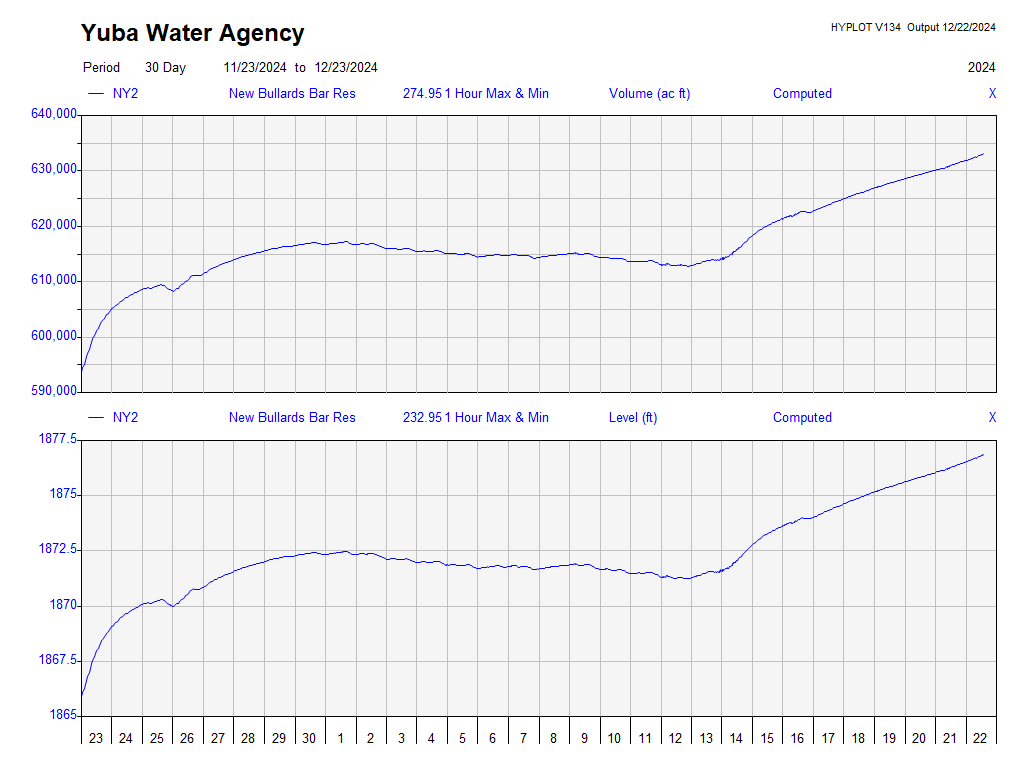 Yuba Water Agency
HYPLOT V134 Output 12/22/2024
Period 30 Day 11/23/2024 to 12/23/2024 2024
NY2 New Bullards Bar Res 274.95 1 Hour Max & Min Volume (ac ft) Computed X
640,000
630,000
620,000
610,000
600,000
590,000
NY2 New Bullards Bar Res 232.95 1 Hour Max & Min Level (ft) Computed X
1877.5
1875
1872.5
1870
1867.5
1865
23 24 25 26 27 28 29 30 1 2 3 4 5 6 7 8 9 10 11 12 13 14 15 16 17 18 19 20 21 22